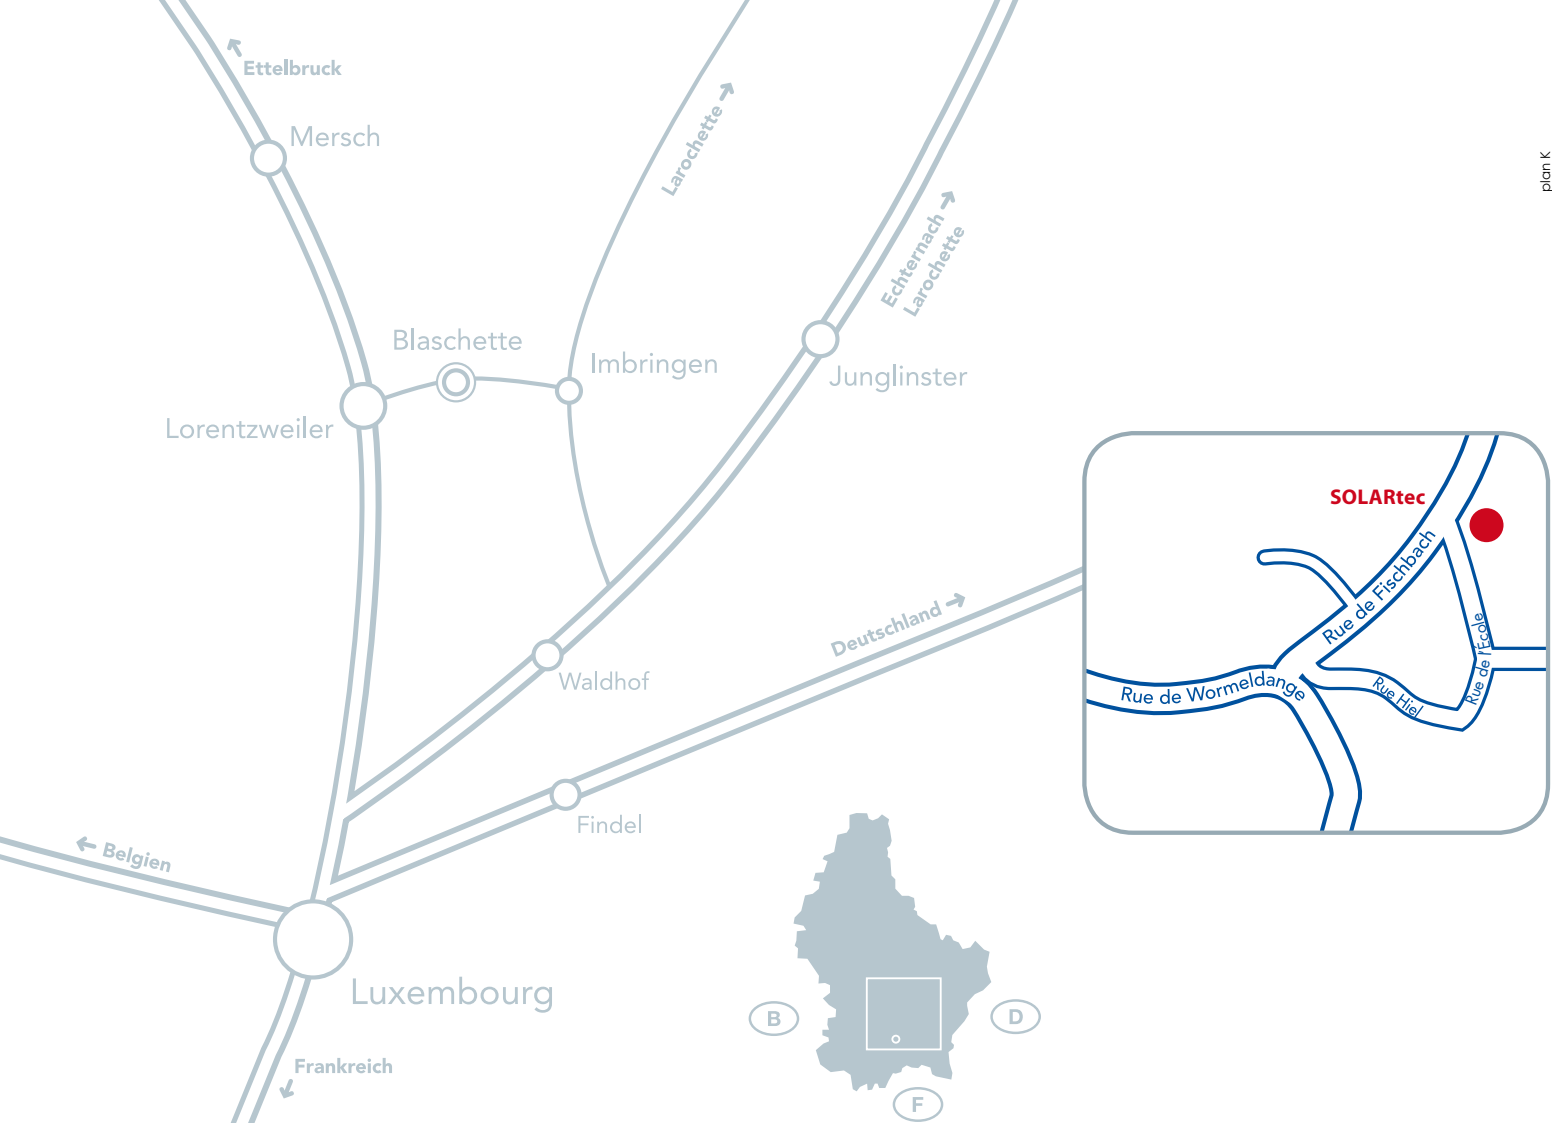 Ettelbruck
Mersch
Larochette
plan K
Echternach
Larochette
Blaschette
Imbringen
Junglinster
Lorentzweiler
SOLARtec
Rue de Fischbach
Deutschland
Rue de l'Ecole
Waldhof
Rue de Wormeldange
Rue Hiel
Findel
Belgien
Luxembourg
B
D
Frankreich
F